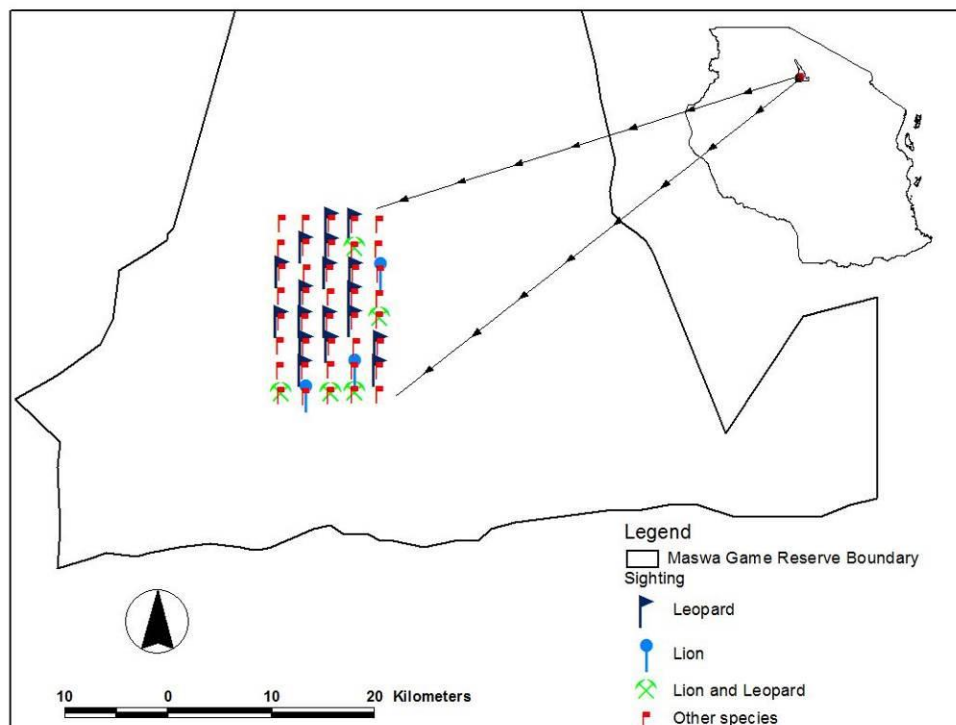 Legend
Maswa Game Reserve Boundary
Sighting
Leopard
Lion
Lion and Leopard
Other species
10 0 10 20 Kilometers